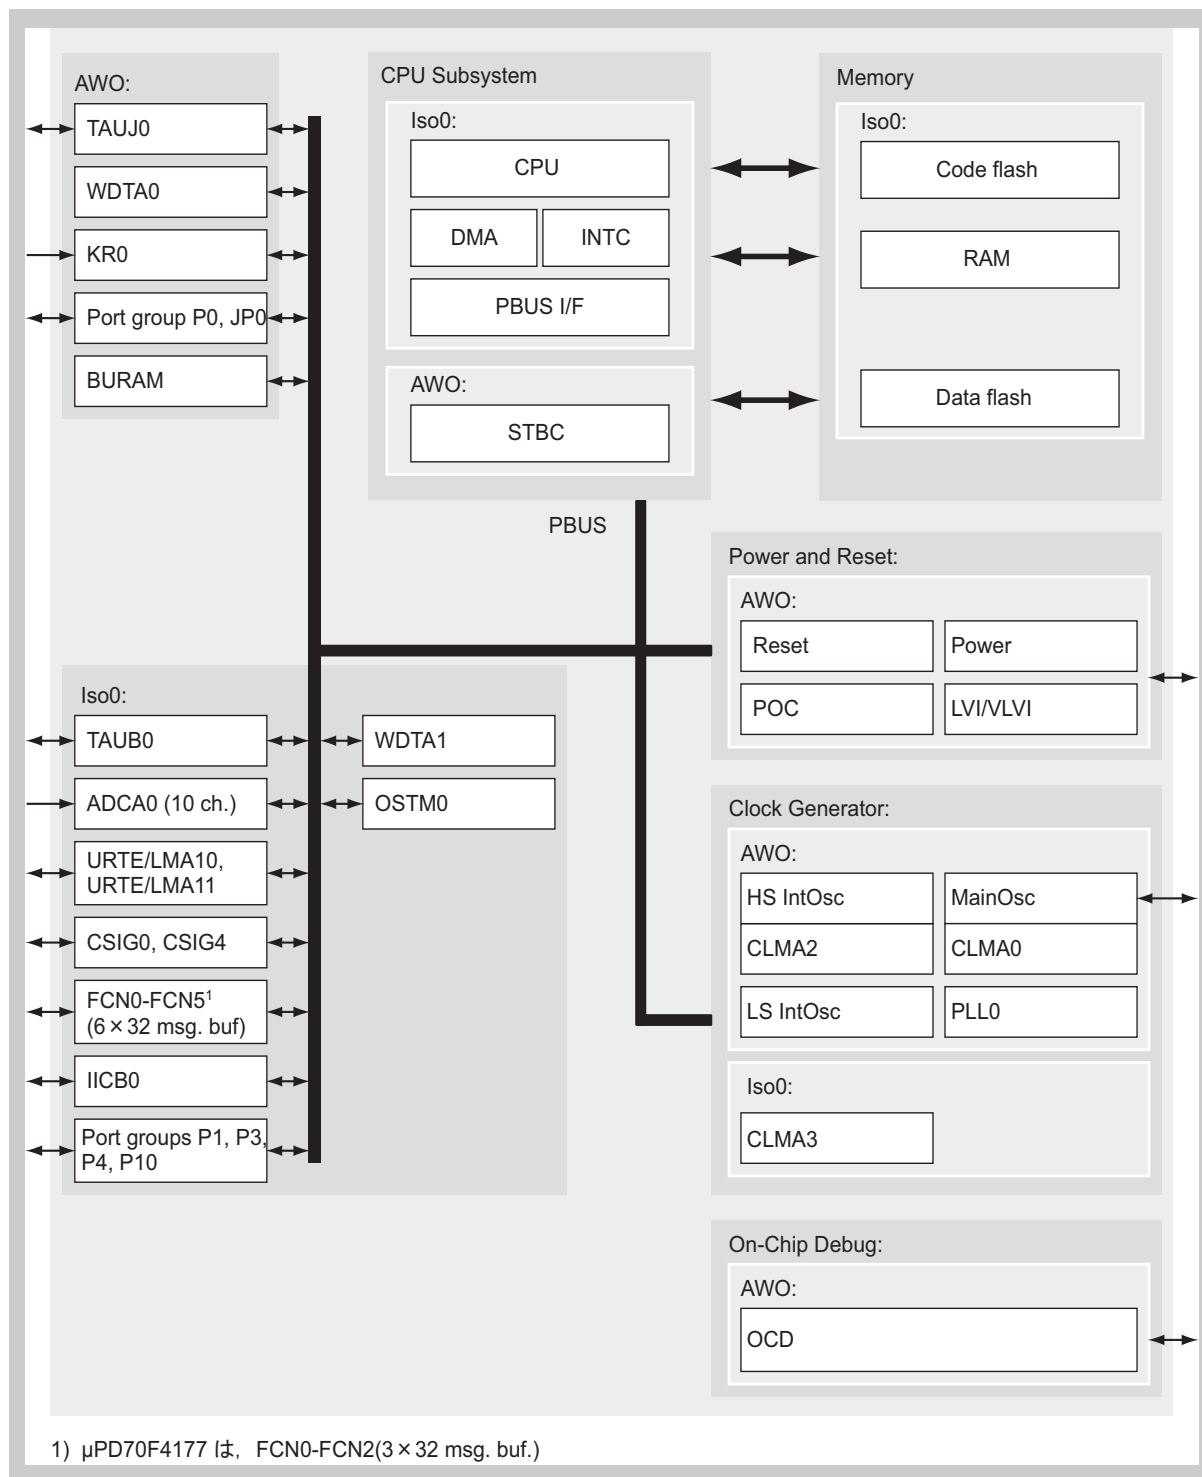 AWO:
TAUJ0
WDTA0
KR0
Port group P0, JP0
BURAM
CPU Subsystem
Iso0:
CPU
DMA
INTC
PBUS I/F
AWO:
STBC
Memory
Iso0:
Code flash
RAM
Data flash
PBUS
Power and Reset:
AWO:
Reset
Power
POC
LVI/VLVI
Iso0:
TAUB0
WDTA1
ADCA0 (10 ch.)
OSTM0
URTE/LMA10,
URTE/LMA11
CSIG0, CSIG4
FCN0-FCN5¹
(6×32 msg. buf)
IICB0
Port groups P1, P3,
P4, P10
Clock Generator:
AWO:
HS IntOsc
MainOsc
CLMA2
CLMA0
LS IntOsc
PLL0
Iso0:
CLMA3
On-Chip Debug:
AWO:
OCD
1) µPD70F4177 は，FCN0-FCN2(3×32 msg. buf.)